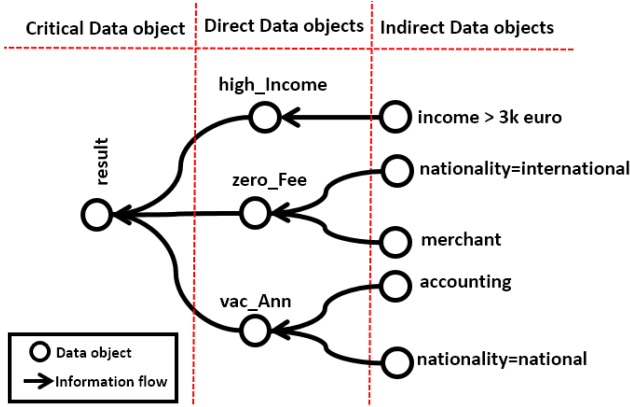 Critical Data object
Direct Data objects
Indirect Data objects
high_Income
income > 3k euro
result
zero_Fee
nationality=international
merchant
vac_Ann
accounting
nationality=national
Data object
Information flow